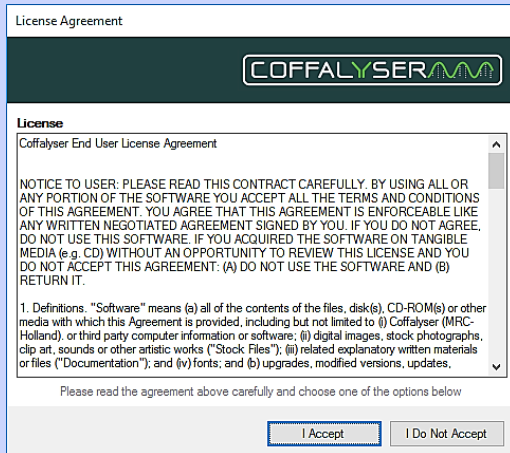 License Agreement
COFFALYSER
License
Coffalyser End User License Agreement
NOTICE TO USER: PLEASE READ THIS CONTRACT CAREFULLY. BY USING ALL OR
ANY PORTION OF THE SOFTWARE YOU ACCEPT ALL THE TERMS AND CONDITIONS
OF THIS AGREEMENT. YOU AGREE THAT THIS AGREEMENT IS ENFORCEABLE LIKE
ANY WRITTEN NEGOTIATED AGREEMENT SIGNED BY YOU. IF YOU DO NOT AGREE,
DO NOT USE THIS SOFTWARE. IF YOU ACQUIRED THE SOFTWARE ON TANGIBLE
MEDIA (e.g. CD) WITHOUT AN OPPORTUNITY TO REVIEW THIS LICENSE AND YOU
DO NOT ACCEPT THIS AGREEMENT: (A) DO NOT USE THE SOFTWARE AND (B)
RETURN IT.
1. Definitions. "Software" means (a) all of the contents of the files, disk(s), CD-ROM(s) or other
media with which this Agreement is provided, including but not limited to (i) Coffalyser (MRC-
Holland). or third party computer information or software; (ii) digital images, stock photographs,
clip art, sounds or other artistic works ("Stock Files"); (iii) related explanatory written materials
or files ("Documentation"); and (iv) fonts; and (b) upgrades, modified versions, updates,
Please read the agreement above carefully and choose one of the options below
I Accept
I Do Not Accept